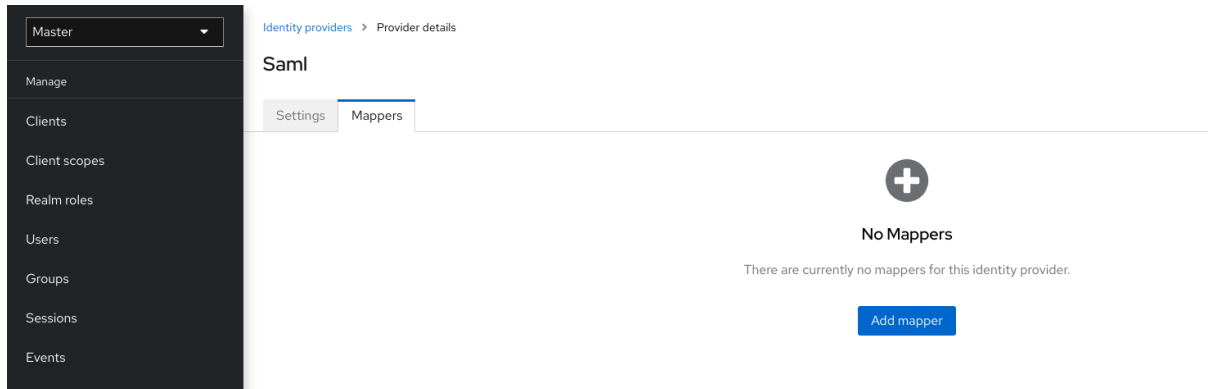 Master
Manage
Clients
Client scopes
Realm roles
Users
Groups
Sessions
Events
Identity providers > Provider details
Saml
Settings Mappers
No Mappers
There are currently no mappers for this identity provider.
Add mapper